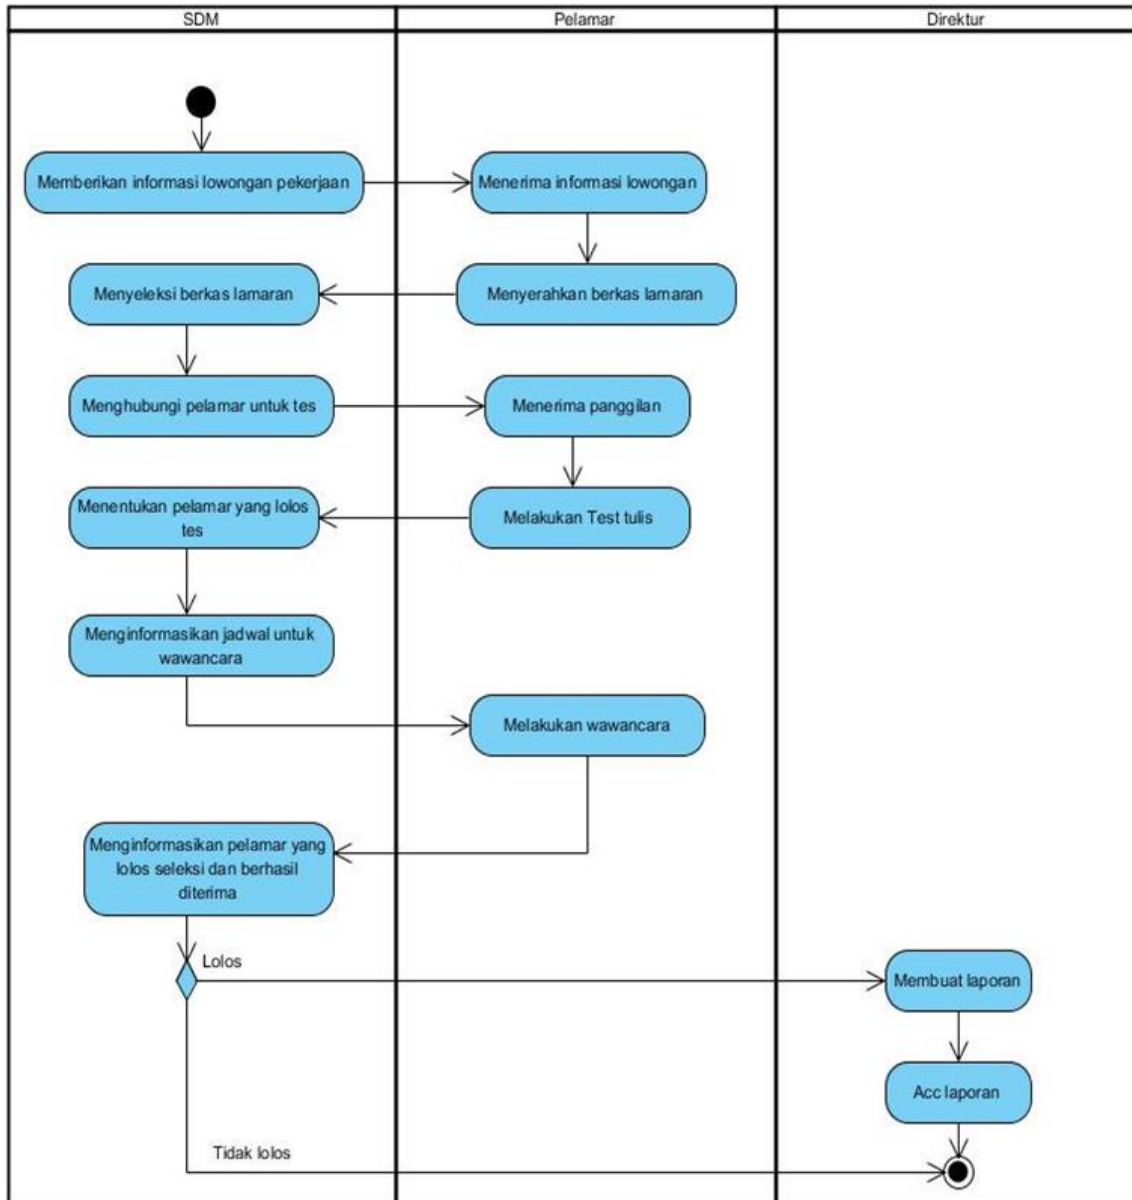 SDM
Pelamar
Direktur
Memberikan informasi lowongan pekerjaan
Menerima informasi lowongan
Menyeleksi berkas lamaran
Menyerahkan berkas lamaran
Menghubungi pelamar untuk tes
Menerima panggilan
Menentukan pelamar yang lolos
tes
Melakukan Test tulis
Menginformasikan jadwal untuk
wawancara
Melakukan wawancara
Menginformasikan pelamar yang
lolos seleksi dan berhasil
diterima
Lolos
Membuat laporan
Acc laporan
Tidak lolos